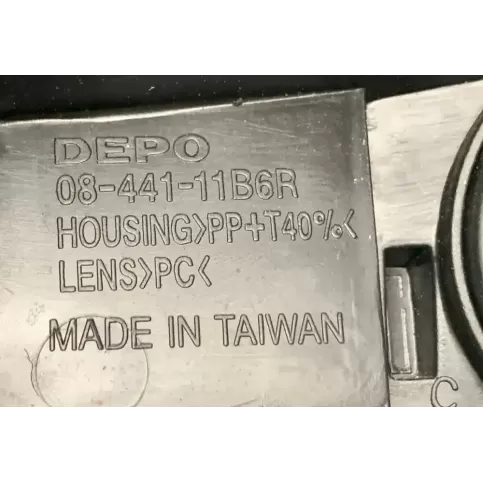 DEPO
08-441-11B6R
HOUSING>PP+T40%<
LENS>PC<
MADE IN TAIWAN
C